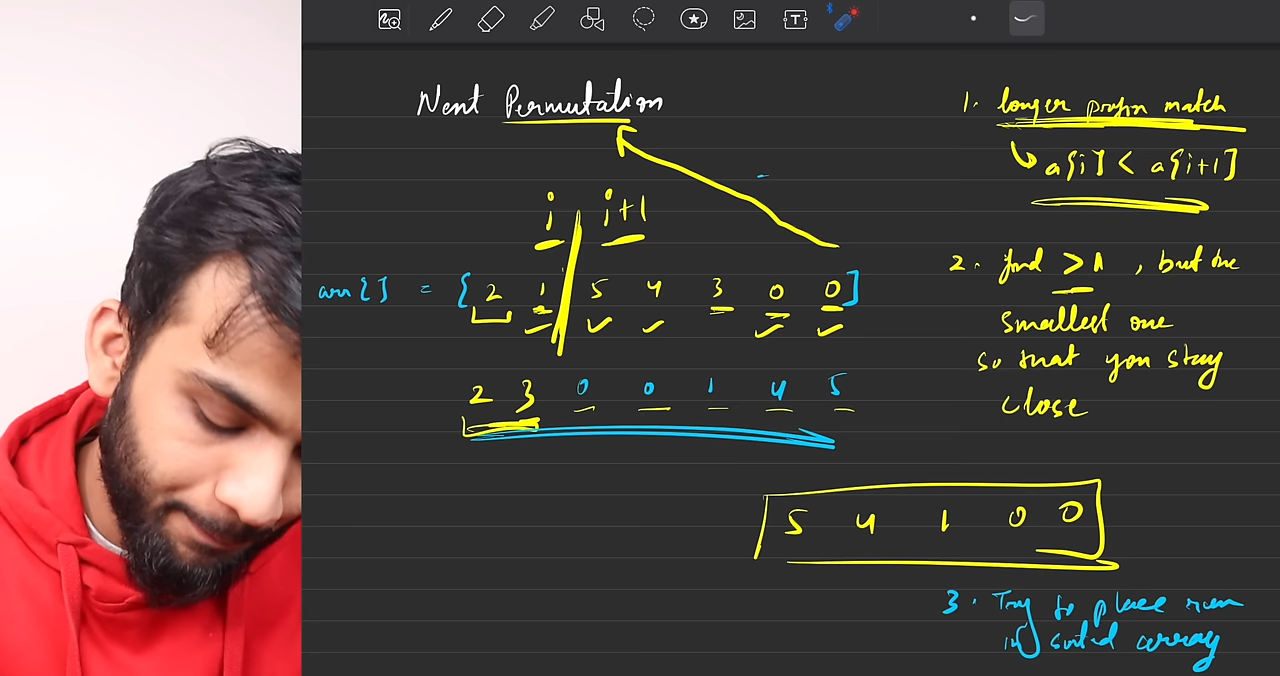 Next Permutation
i i+1
arr[] = { 2 1 5 4 3 0 0 ]
2 3 0 0 1 4 5
1. longer prefix match
a[i] < a[i+1]
2. find > 1, but the
smallest one
so that you stay
close
5 4 1 0 0
3. Try to place rem
in sorted array
T